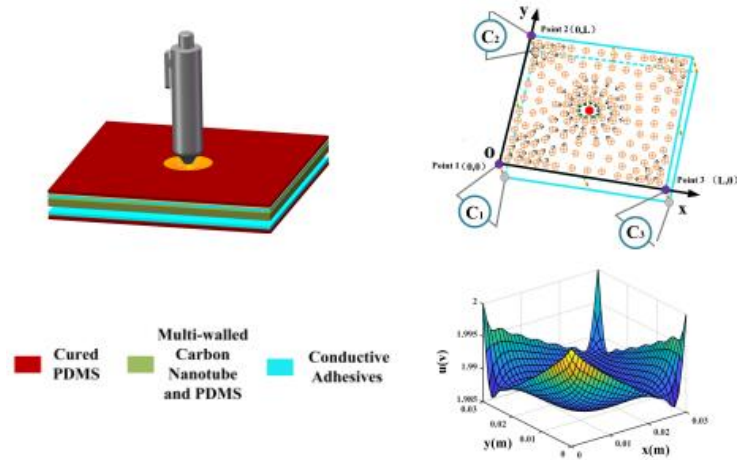 y
Point 2 (0,L)
C2
O
Point 1 (0,0)
Point 3 (L,0)
x
C1
C3
Cured
PDMS
Multi-walled
Carbon
Nanotube
and PDMS
Conductive
Adhesives
u(v)
2
1.995
1.99
1.985
0.03
0.02
0.01
0
y(m)
0
0.01
0.02
0.03
x(m)